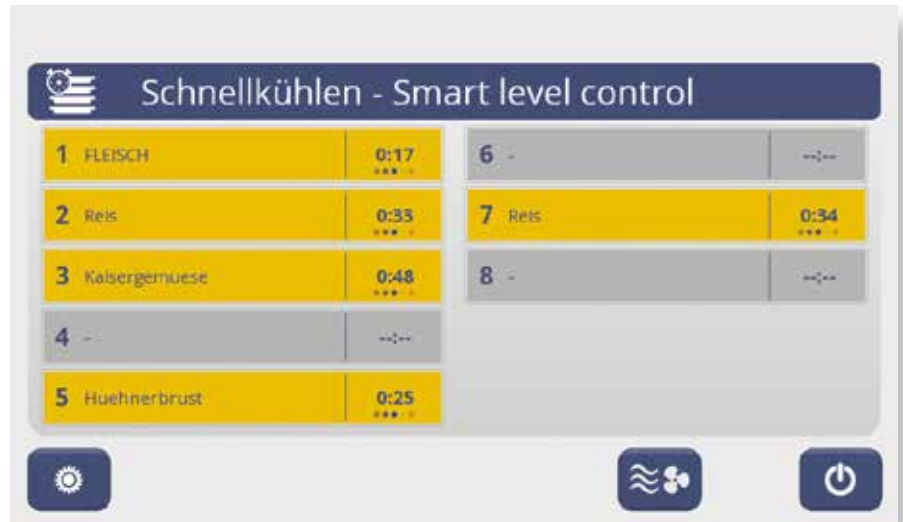 Schnellkühlen - Smart level control
1 FLEISCH 0:17
2 Reis 0:33
3 Kaisergemuese 0:48
4 - --:--
5 Huehnerbrust 0:25
6 - --:--
7 Reis 0:34
8 - --:--